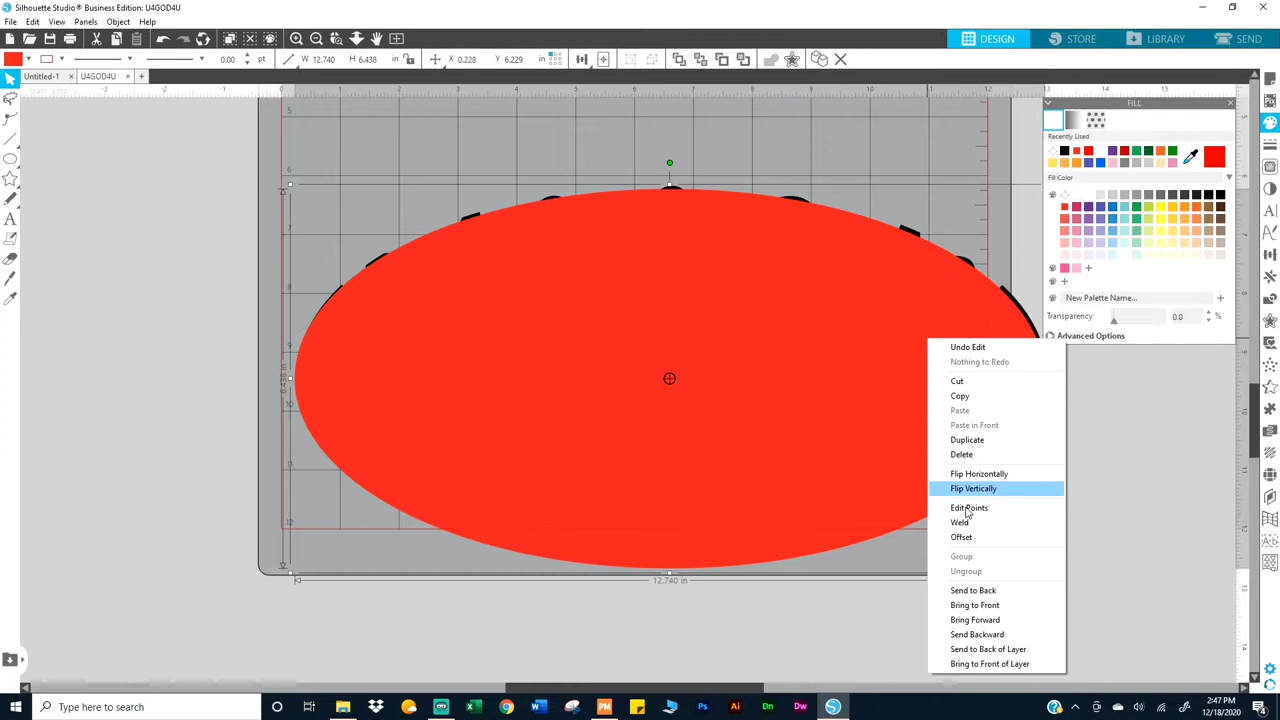 Silhouette Studio® Business Edition: U4GOD4U
File Edit View Panels Object Help
DESIGN STORE LIBRARY SEND
0.00 pt W 12.740 H 6.438 in X 0.228 Y 6.229 in
Untitled-1 × U4GOD4U × +
FILL
Recently Used
Fill Color
New Palette Name...
Transparency 0.0 %
Advanced Options
Undo Edit
Nothing to Redo
Cut
Copy
Paste
Paste in Front
Duplicate
Delete
Flip Horizontally
Flip Vertically
Edit Points
Weld
Offset
Group
Ungroup
Send to Back
Bring to Front
Bring Forward
Send Backward
Send to Back of Layer
Bring to Front of Layer
12.740 in
Type here to search
2:47 PM
12/18/2020